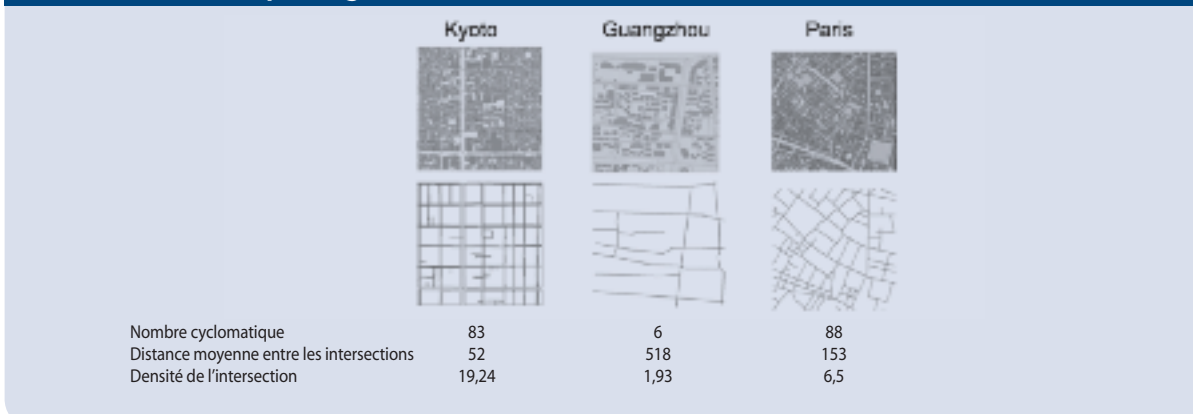 Kyoto Guangzhou Paris
Nombre cyclomatique 83 6 88
Distance moyenne entre les intersections 52 518 153
Densité de l’intersection 19,24 1,93 6,5